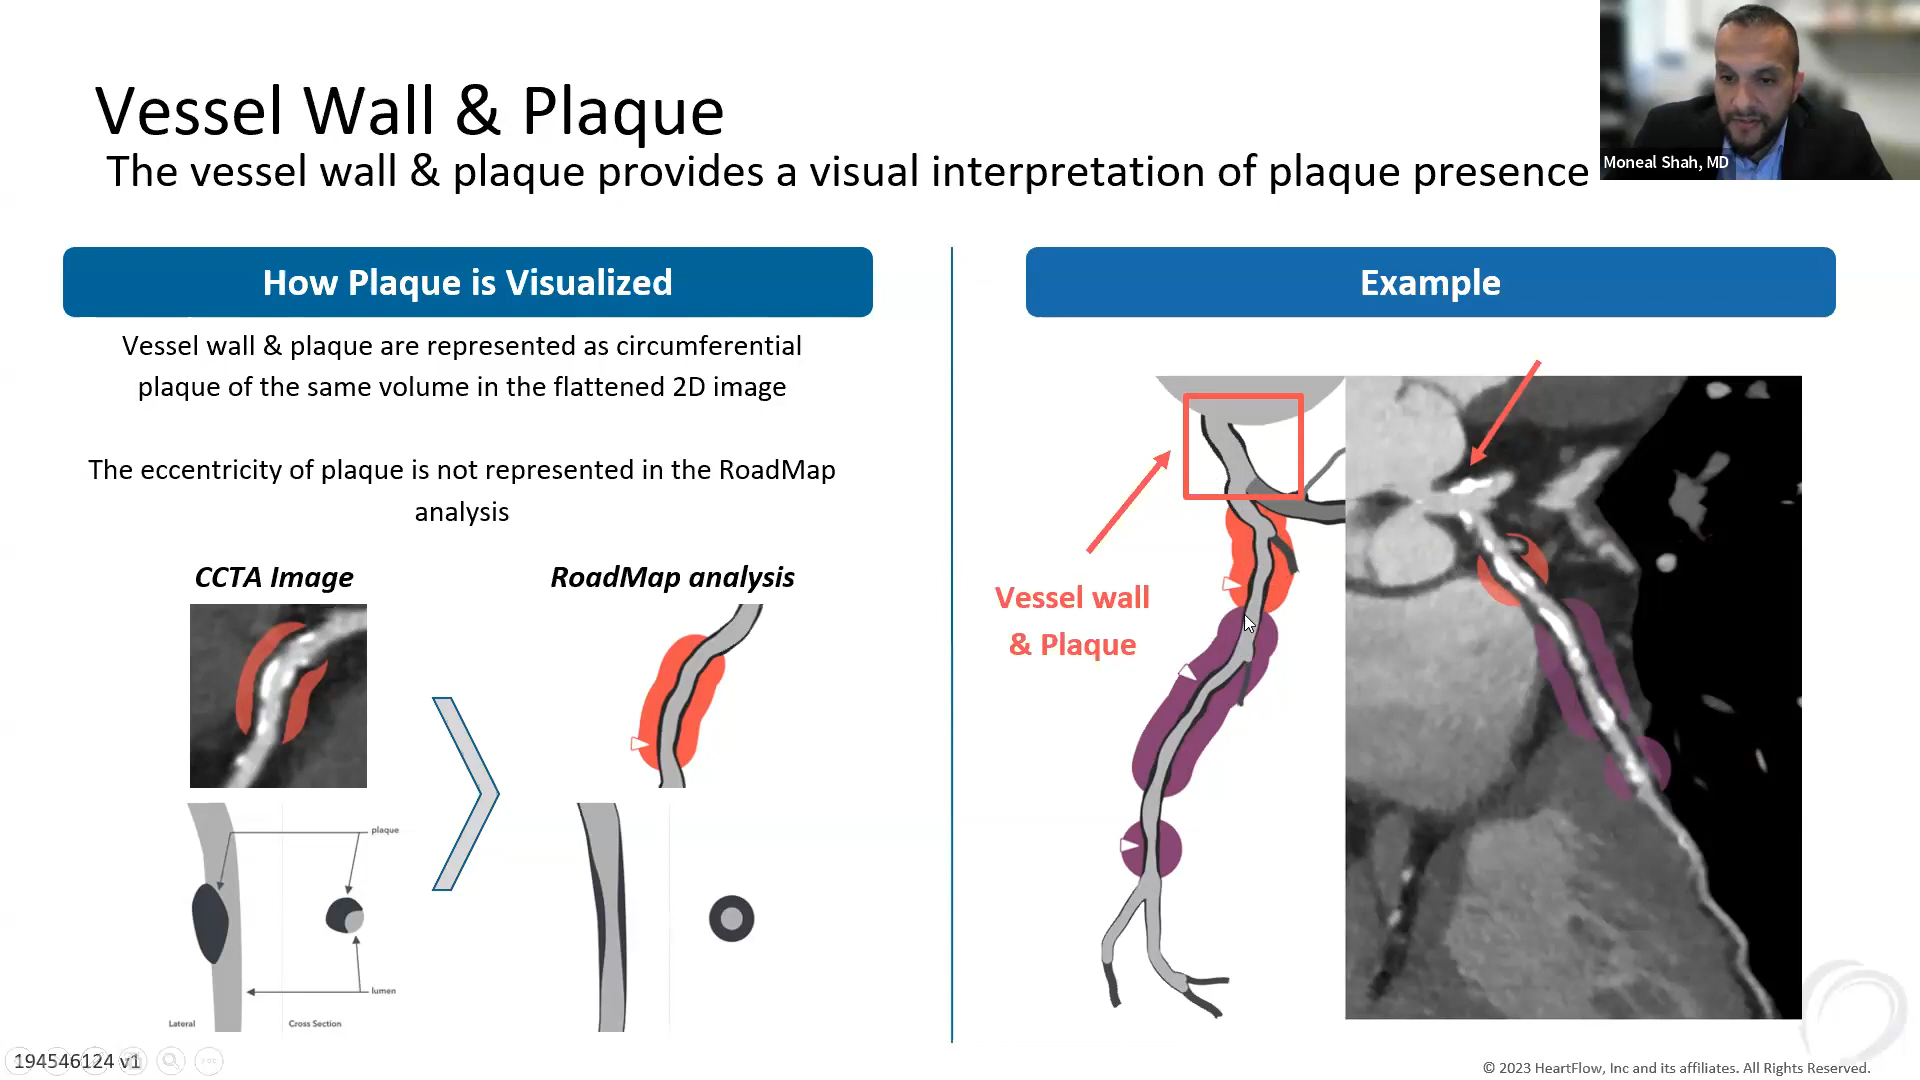 Vessel Wall & Plaque
The vessel wall & plaque provides a visual interpretation of plaque presence
Moneal Shah, MD
How Plaque is Visualized
Vessel wall & plaque are represented as circumferential
plaque of the same volume in the flattened 2D image
The eccentricity of plaque is not represented in the RoadMap
analysis
CCTA Image
RoadMap analysis
plaque
lumen
Lateral
Cross Section
Example
Vessel wall
& Plaque
194546124 v1
© 2023 HeartFlow, Inc and its affiliates. All Rights Reserved.